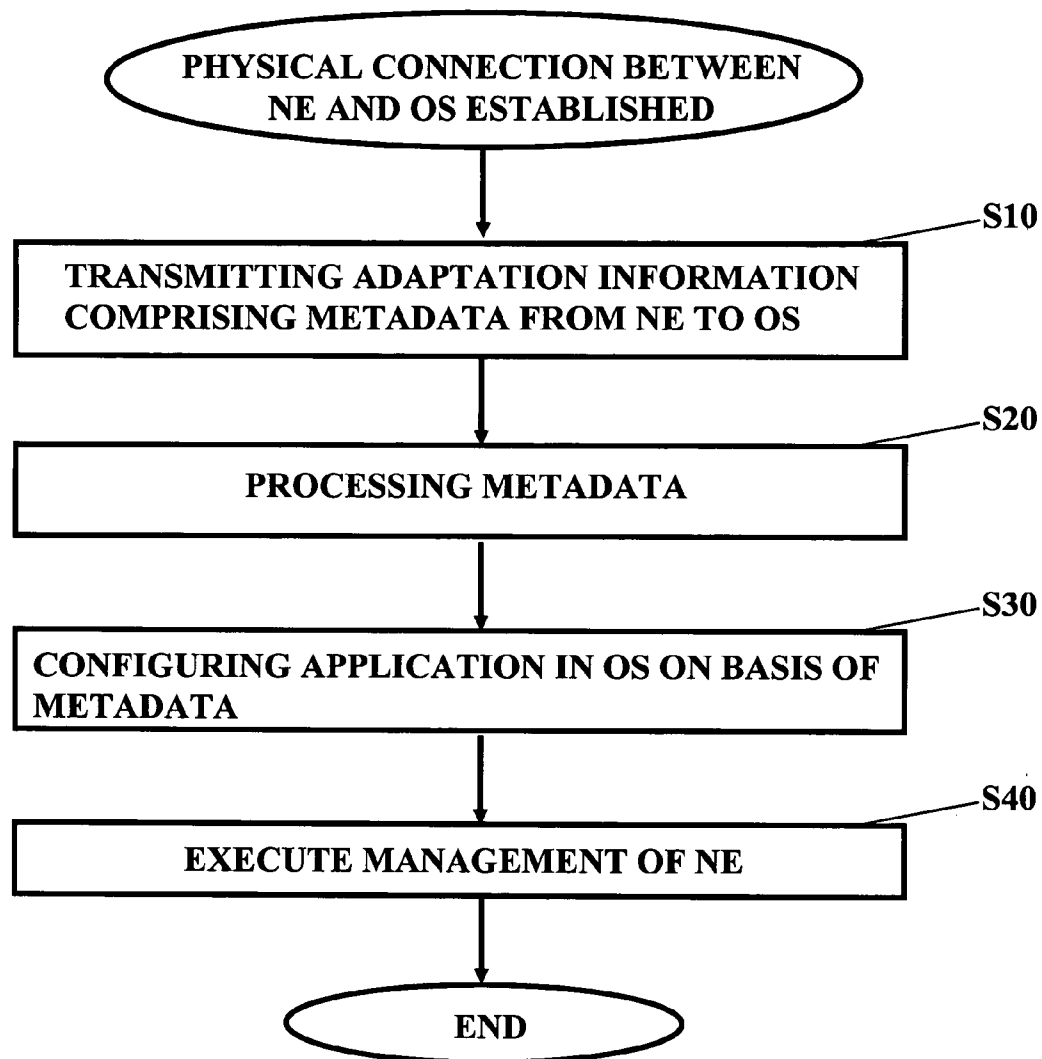 PHYSICAL CONNECTION BETWEEN
NE AND OS ESTABLISHED
S10
TRANSMITTING ADAPTATION INFORMATION
COMPRISING METADATA FROM NE TO OS
S20
PROCESSING METADATA
S30
CONFIGURING APPLICATION IN OS ON BASIS OF
METADATA
S40
EXECUTE MANAGEMENT OF NE
END